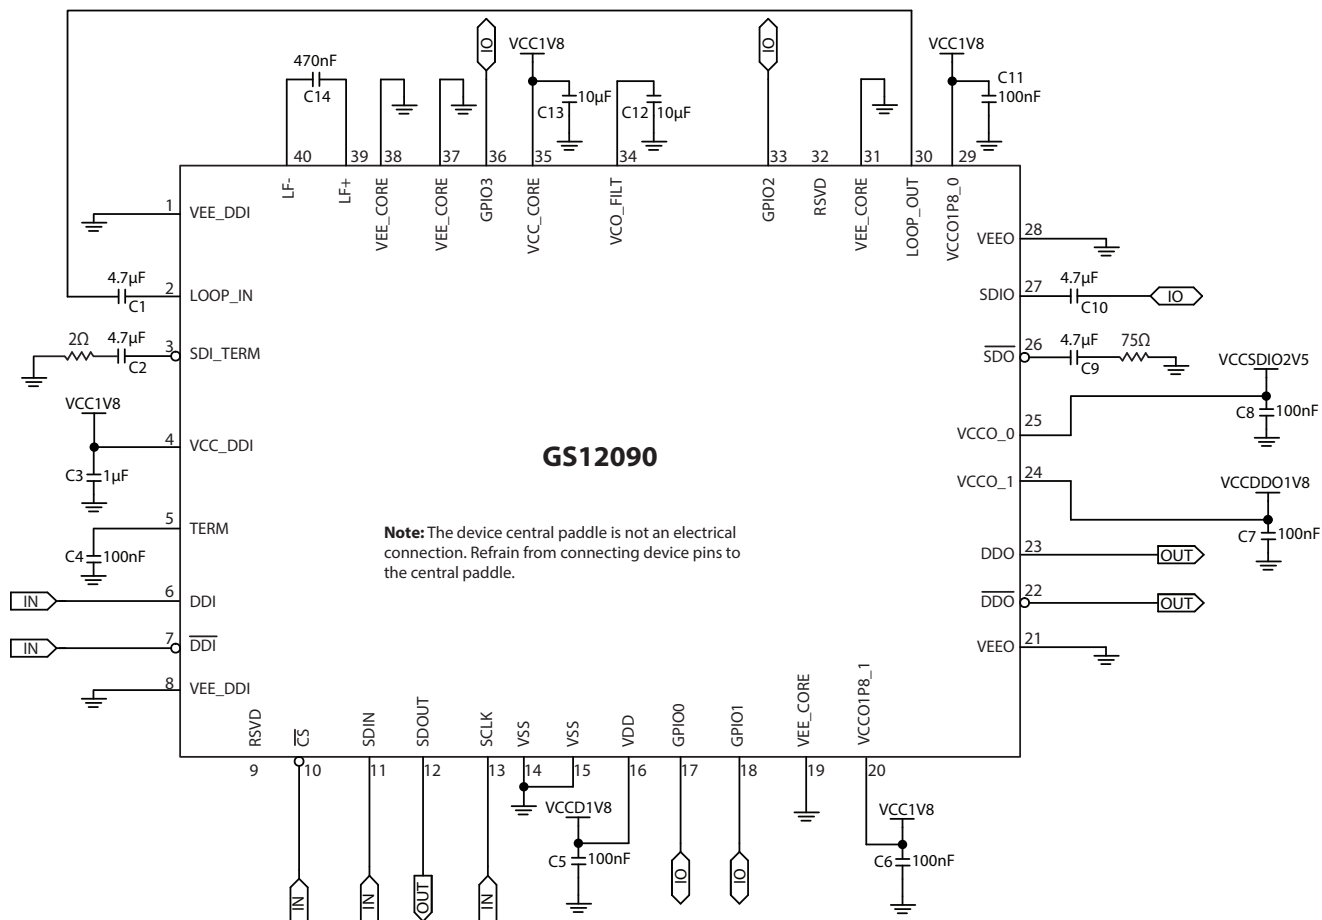 470nF
C14
IO
VCC1V8
C13
10µF
C12
10µF
IO
VCC1V8
C11
100nF
40
39
38
37
36
35
34
33
32
31
30
29
LF-
LF+
VEE_CORE
VEE_CORE
GPIO3
VCC_CORE
VCO_FILT
GPIO2
RSVD
VEE_CORE
LOOP_OUT
VCCO1P8_0
1
VEE_DDI
4.7µF
C1
2
LOOP_IN
2Ω
4.7µF
C2
3
SDI_TERM
VCC1V8
4
VCC_DDI
C3
1µF
5
TERM
C4
100nF
IN
6
DDI
IN
7
DDI
8
VEE_DDI
GS12090
Note: The device central paddle is not an electrical
connection. Refrain from connecting device pins to
the central paddle.
VEEO
28
SDIO
27
4.7µF
C10
IO
SDO
26
4.7µF
C9
75Ω
VCCSDIO2V5
C8
100nF
VCCO_0
25
VCCO_1
24
VCCDDO1V8
C7
100nF
DDO
23
OUT
DDO
22
OUT
VEEO
21
RSVD
CS
SDIN
SDOUT
SCLK
VSS
VSS
VDD
GPIO0
GPIO1
VEE_CORE
VCCO1P8_1
9
10
11
12
13
14
15
16
17
18
19
20
VCCD1V8
C5
100nF
VCC1V8
C6
100nF
IN
IN
OUT
IN
IO
IO